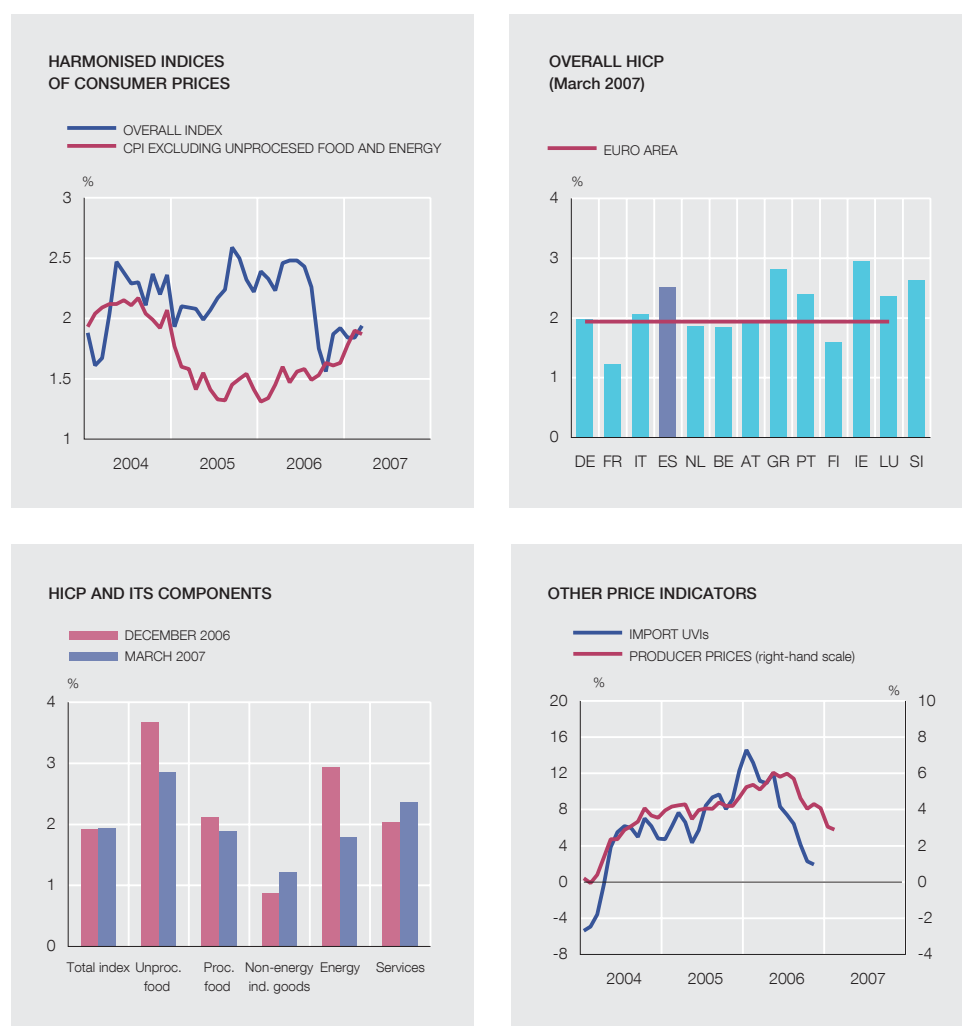 HARMONISED INDICES
OF CONSUMER PRICES
OVERALL INDEX
CPI EXCLUDING UNPROCESED FOOD AND ENERGY
%
3
2.5
2
1.5
1
2004 2005 2006 2007
OVERALL HICP
(March 2007)
EURO AREA
%
4
3
2
1
0
DE FR IT ES NL BE AT GR PT FI IE LU SI
HICP AND ITS COMPONENTS
DECEMBER 2006
MARCH 2007
%
4
3
2
1
0
Total index Unproc. Proc. Non-energy Energy Services
food food ind. goods
OTHER PRICE INDICATORS
IMPORT UVIs
PRODUCER PRICES (right-hand scale)
% %
20 10
16 8
12 6
8 4
4 2
0 0
-4 -2
-8 -4
2004 2005 2006 2007